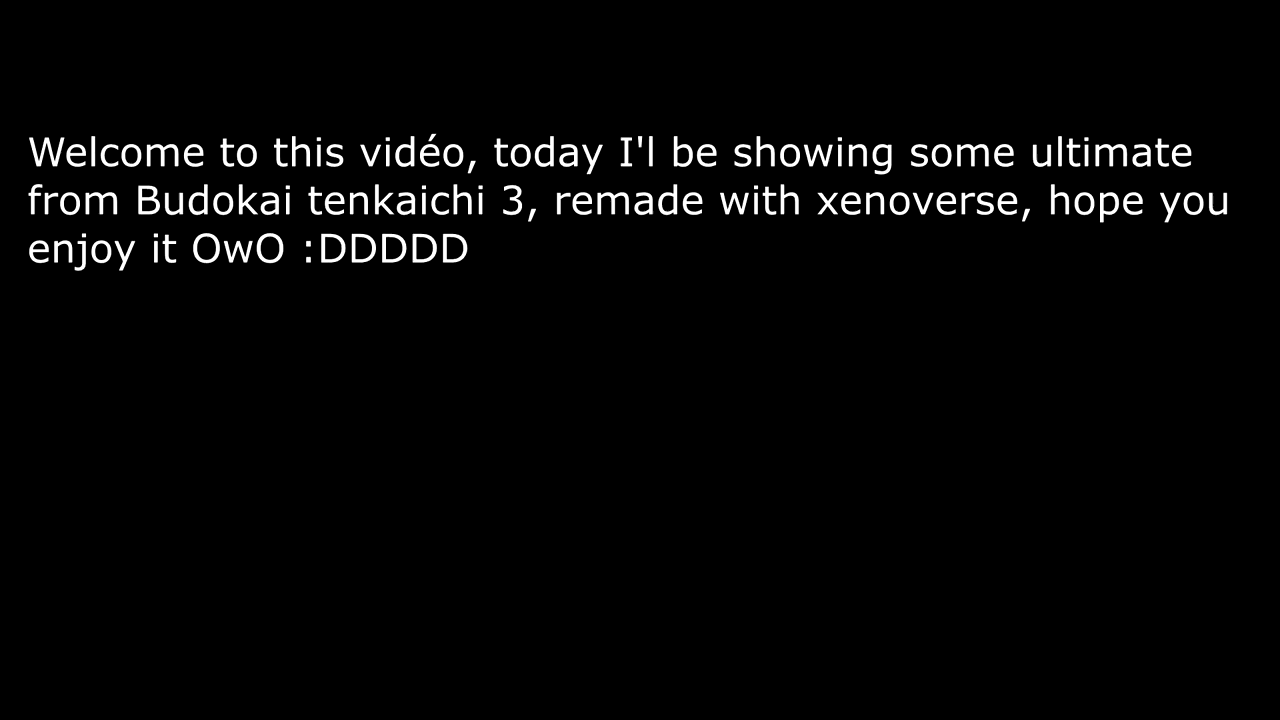 Welcome to this vidéo, today I'l be showing some ultimate
from Budokai tenkaichi 3, remade with xenoverse, hope you
enjoy it OwO :DDDDD